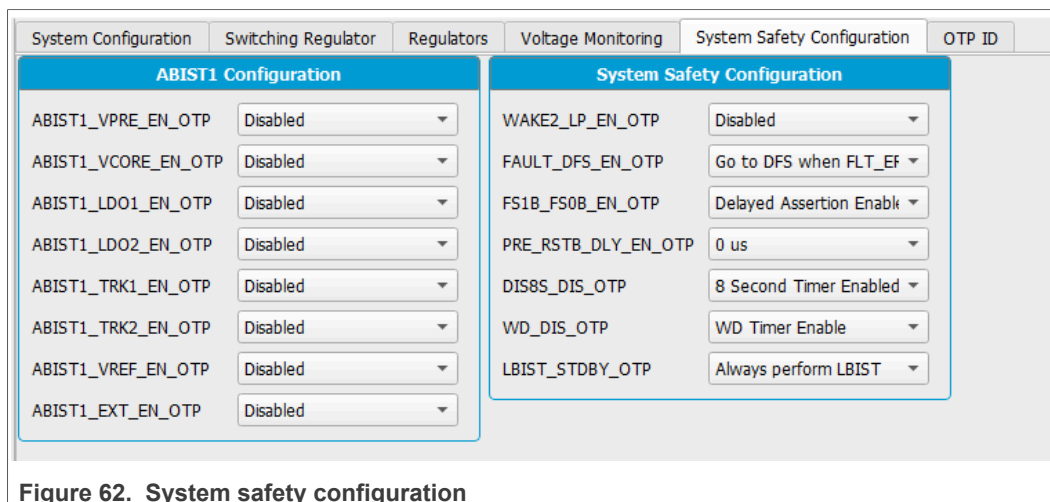 System Configuration Switching Regulator Regulators Voltage Monitoring System Safety Configuration OTP ID
ABIST1 Configuration
ABIST1_VPRE_EN_OTP Disabled
ABIST1_VCORE_EN_OTP Disabled
ABIST1_LDO1_EN_OTP Disabled
ABIST1_LDO2_EN_OTP Disabled
ABIST1_TRK1_EN_OTP Disabled
ABIST1_TRK2_EN_OTP Disabled
ABIST1_VREF_EN_OTP Disabled
ABIST1_EXT_EN_OTP Disabled
System Safety Configuration
WAKE2_LP_EN_OTP Disabled
FAULT_DFS_EN_OTP Go to DFS when FLT_ER
FS1B_FS0B_EN_OTP Delayed Assertion Enable
PRE_RSTB_DLY_EN_OTP 0 us
DIS8S_DIS_OTP 8 Second Timer Enabled
WD_DIS_OTP WD Timer Enable
LBIST_STDBY_OTP Always perform LBIST
Figure 62. System safety configuration